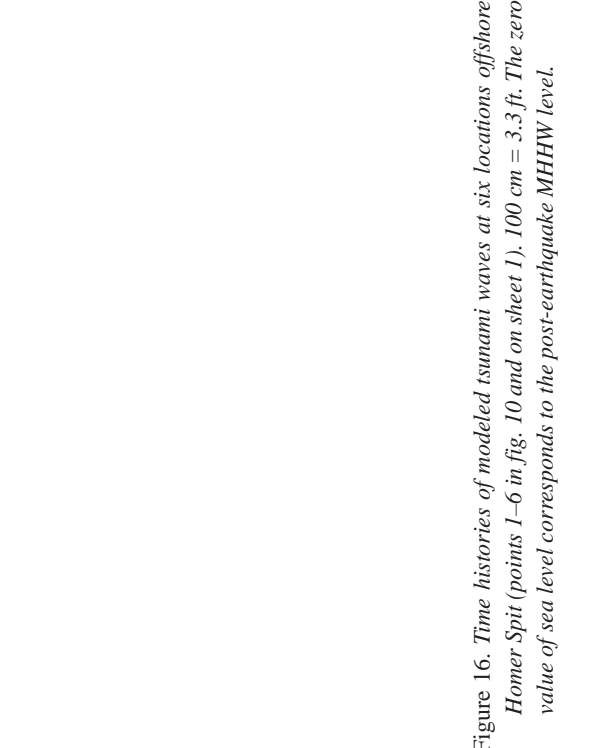 Figure 16. Time histories of modeled tsunami waves at six locations offshore
Homer Spit (points 1–6 in fig. 10 and on sheet 1). 100 cm = 3.3 ft. The zero
value of sea level corresponds to the post-earthquake MHHW level.